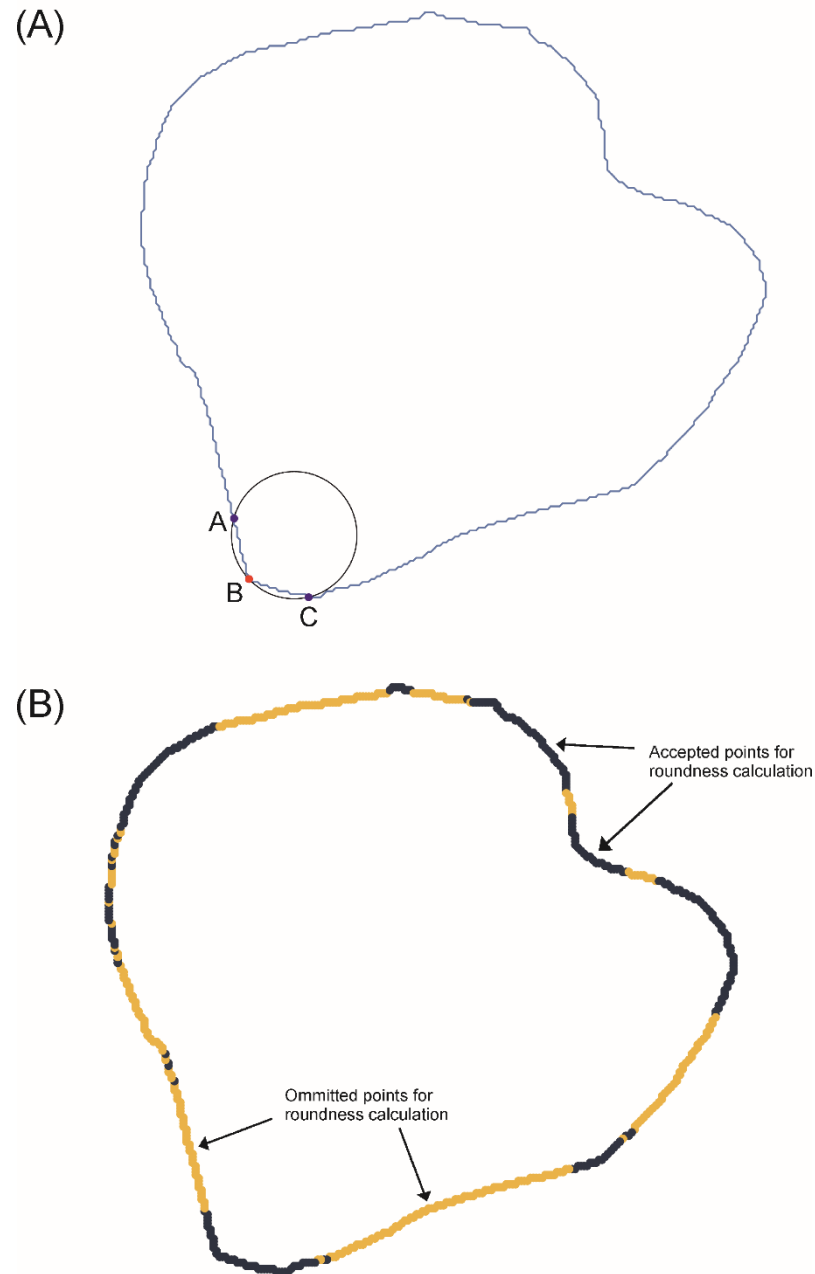 (A)
A
B
C
(B)
Accepted points for
roundness calculation
Ommitted points for
roundness calculation